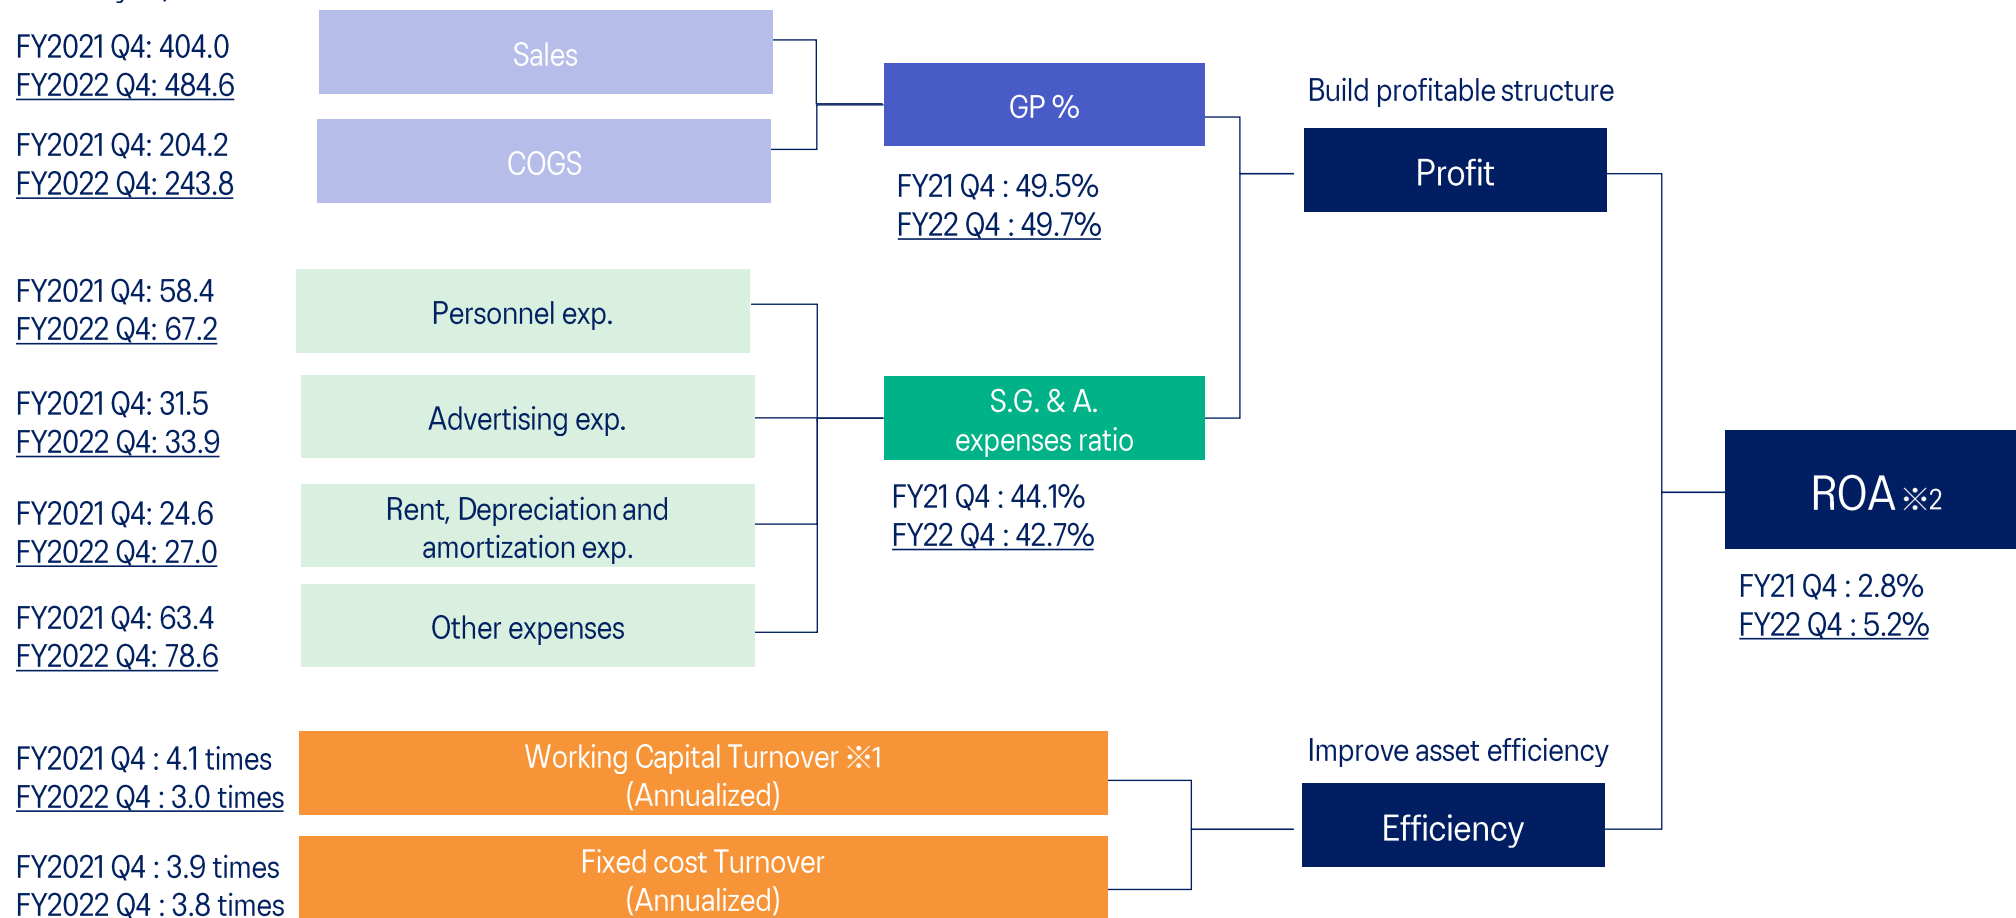 FY2021 Q4: 404.0
FY2022 Q4: 484.6
Sales
FY2021 Q4: 204.2
FY2022 Q4: 243.8
COGS
GP %
FY21 Q4 : 49.5%
FY22 Q4 : 49.7%
Build profitable structure
Profit
FY2021 Q4: 58.4
FY2022 Q4: 67.2
Personnel exp.
FY2021 Q4: 31.5
FY2022 Q4: 33.9
Advertising exp.
FY2021 Q4: 24.6
FY2022 Q4: 27.0
Rent, Depreciation and
amortization exp.
FY2021 Q4: 63.4
FY2022 Q4: 78.6
Other expenses
S.G. & A.
expenses ratio
FY21 Q4 : 44.1%
FY22 Q4 : 42.7%
ROA ※2
FY21 Q4 : 2.8%
FY22 Q4 : 5.2%
FY2021 Q4 : 4.1 times
FY2022 Q4 : 3.0 times
Working Capital Turnover ※1
(Annualized)
FY2021 Q4 : 3.9 times
FY2022 Q4 : 3.8 times
Fixed cost Turnover
(Annualized)
Improve asset efficiency
Efficiency